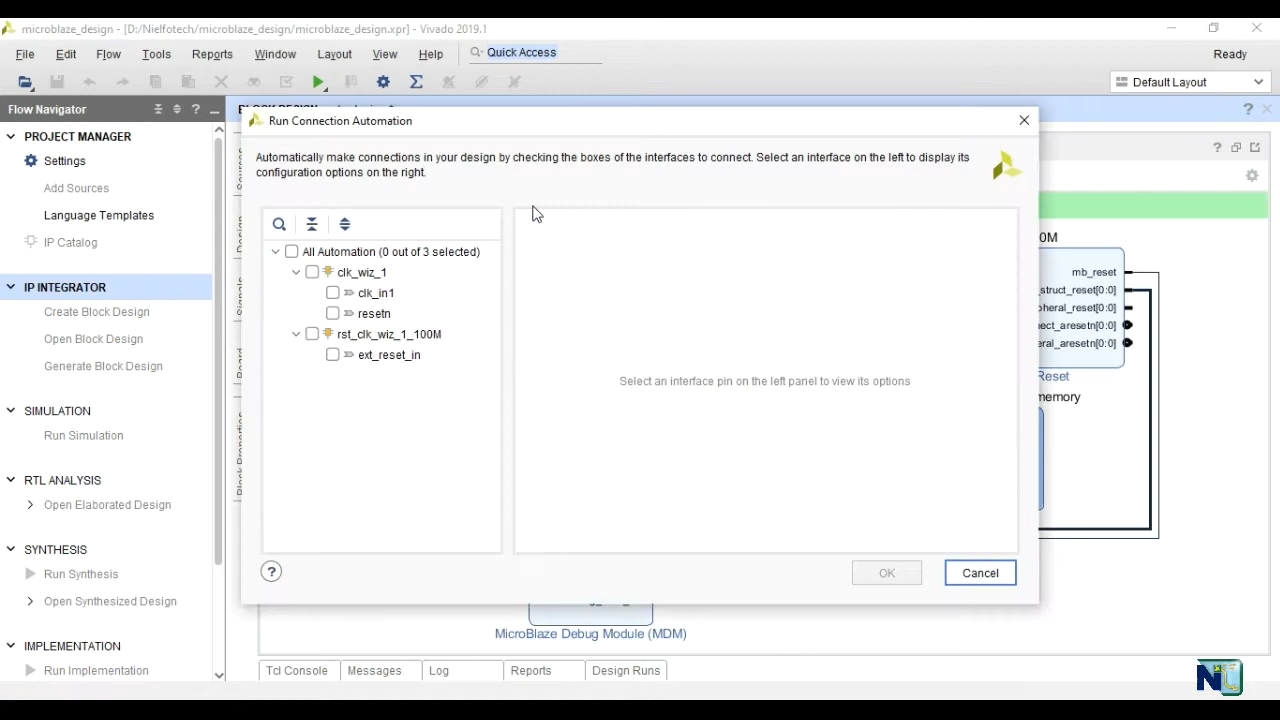 microblaze_design - [D:/Nielfotech/microblaze_design/microblaze_design.xpr] - Vivado 2019.1
File Edit Flow Tools Reports Window Layout View Help Quick Access Ready
Default Layout
Flow Navigator ?
BLOCK DESIGN ?
PROJECT MANAGER
Settings
Add Sources
Language Templates
IP Catalog
IP INTEGRATOR
Create Block Design
Open Block Design
Generate Block Design
SIMULATION
Run Simulation
RTL ANALYSIS
Open Elaborated Design
SYNTHESIS
Run Synthesis
Open Synthesized Design
IMPLEMENTATION
Run Implementation
Run Connection Automation
Automatically make connections in your design by checking the boxes of the interfaces to connect. Select an interface on the left to display its
configuration options on the right.
All Automation (0 out of 3 selected)
clk_wiz_1
clk_in1
resetn
rst_clk_wiz_1_100M
ext_reset_in
Select an interface pin on the left panel to view its options
?
OK Cancel
?
0M
mb_reset
_struct_reset[0:0]
pheral_reset[0:0]
nect_aresetn[0:0]
eral_aresetn[0:0]
Reset
memory
MicroBlaze Debug Module (MDM)
Tcl Console Messages Log Reports Design Runs